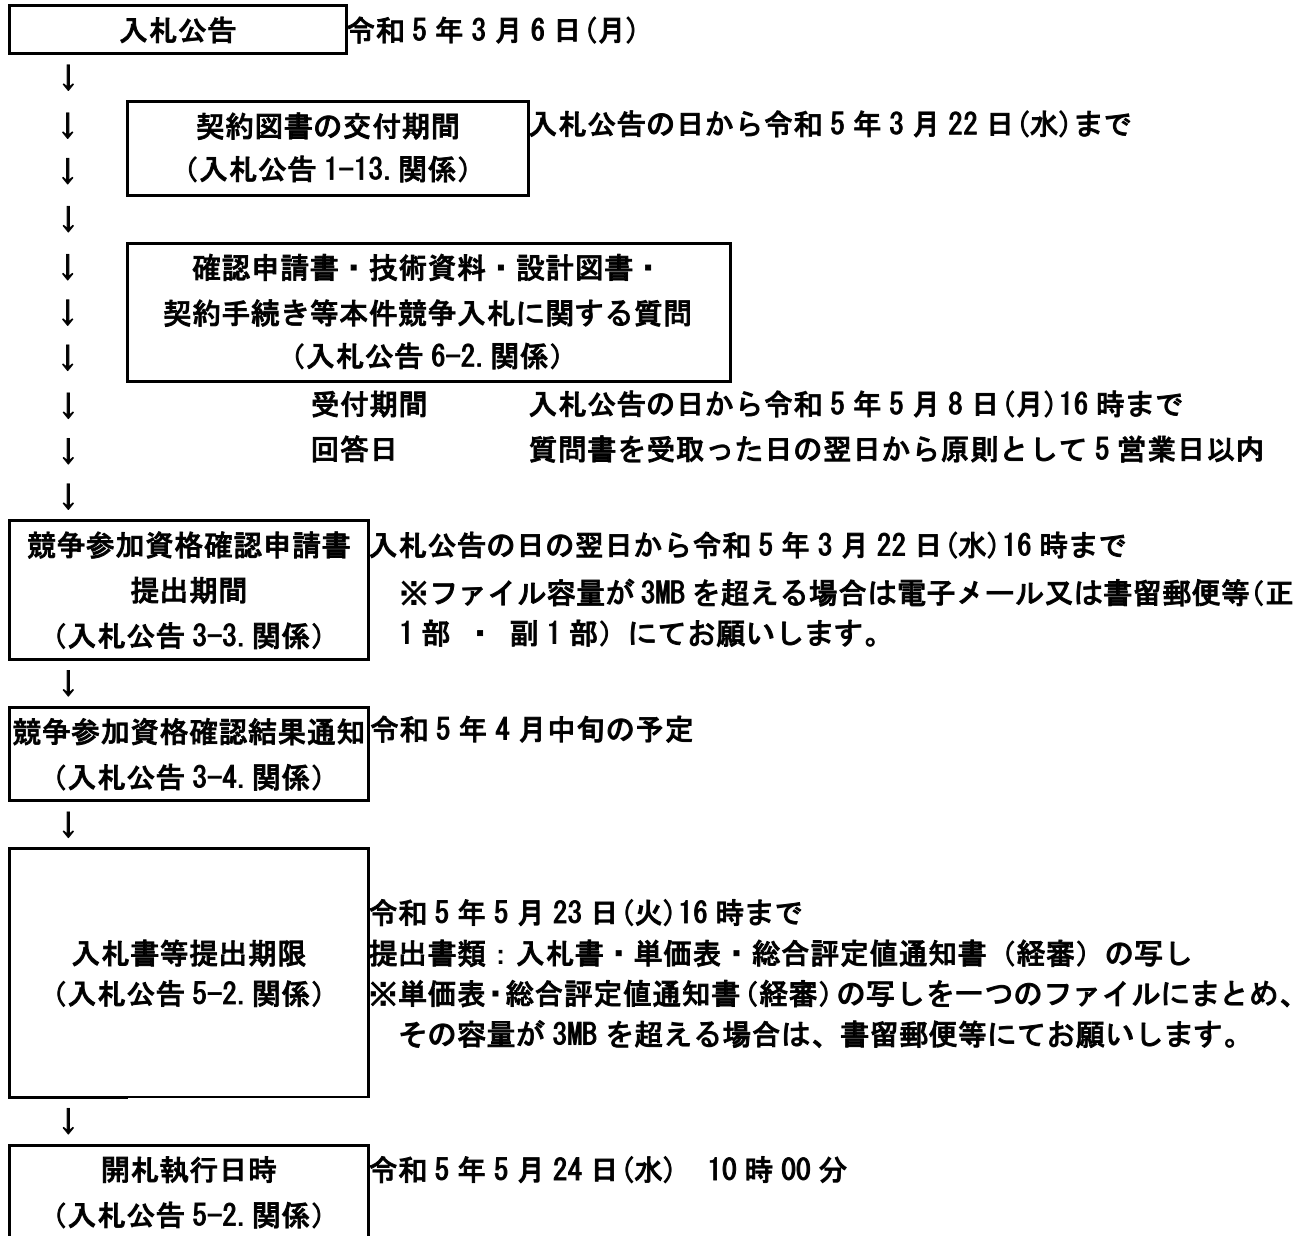 入札公告 令和5年3月6日(月)
↓
↓ 契約図書の交付期間 入札公告の日から令和5年3月22日(水)まで
↓ (入札公告1-13.関係)
↓
↓ 確認申請書・技術資料・設計図書・
↓ 契約手続き等本件競争入札に関する質問
↓ (入札公告6-2.関係)
↓ 受付期間 入札公告の日から令和5年5月8日(月)16時まで
↓ 回答日 質問書を受取った日の翌日から原則として5営業日以内
↓
競争参加資格確認申請書 入札公告の日の翌日から令和5年3月22日(水)16時まで
提出期間 ※ファイル容量が3MBを超える場合は電子メール又は書留郵便等(正
(入札公告3-3.関係) 1部 ・ 副1部)にてお願いします。
↓
競争参加資格確認結果通知 令和5年4月中旬の予定
(入札公告3-4.関係)
↓
令和5年5月23日(火)16時まで
入札書等提出期限 提出書類:入札書・単価表・総合評定値通知書(経審)の写し
(入札公告5-2.関係) ※単価表・総合評定値通知書(経審)の写しを一つのファイルにまとめ、
その容量が3MBを超える場合は、書留郵便等にてお願いします。
↓
開札執行日時 令和5年5月24日(水) 10時00分
(入札公告5-2.関係)